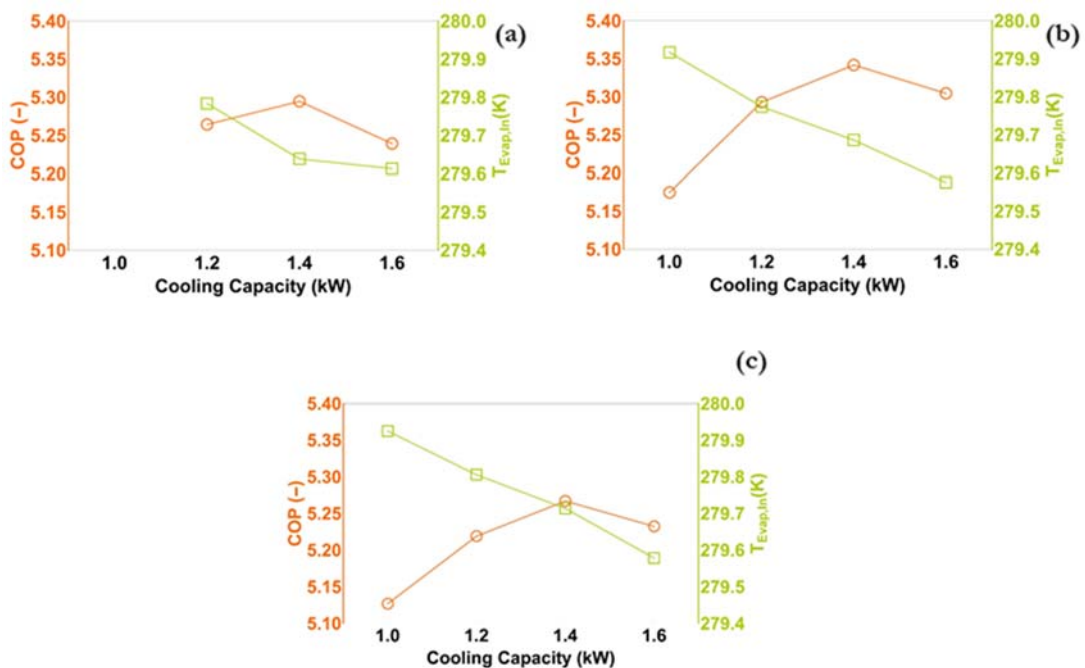 (a)
COP (–)
5.40
5.35
5.30
5.25
5.20
5.15
5.10
280.0
279.9
279.8
279.7
279.6
279.5
279.4
T_Evap,In(K)
1.0 1.2 1.4 1.6
Cooling Capacity (kW)
(b)
COP (–)
5.40
5.35
5.30
5.25
5.20
5.15
5.10
280.0
279.9
279.8
279.7
279.6
279.5
279.4
T_Evap,In(K)
1.0 1.2 1.4 1.6
Cooling Capacity (kW)
(c)
COP (–)
5.40
5.35
5.30
5.25
5.20
5.15
5.10
280.0
279.9
279.8
279.7
279.6
279.5
279.4
T_Evap,In(K)
1.0 1.2 1.4 1.6
Cooling Capacity (kW)